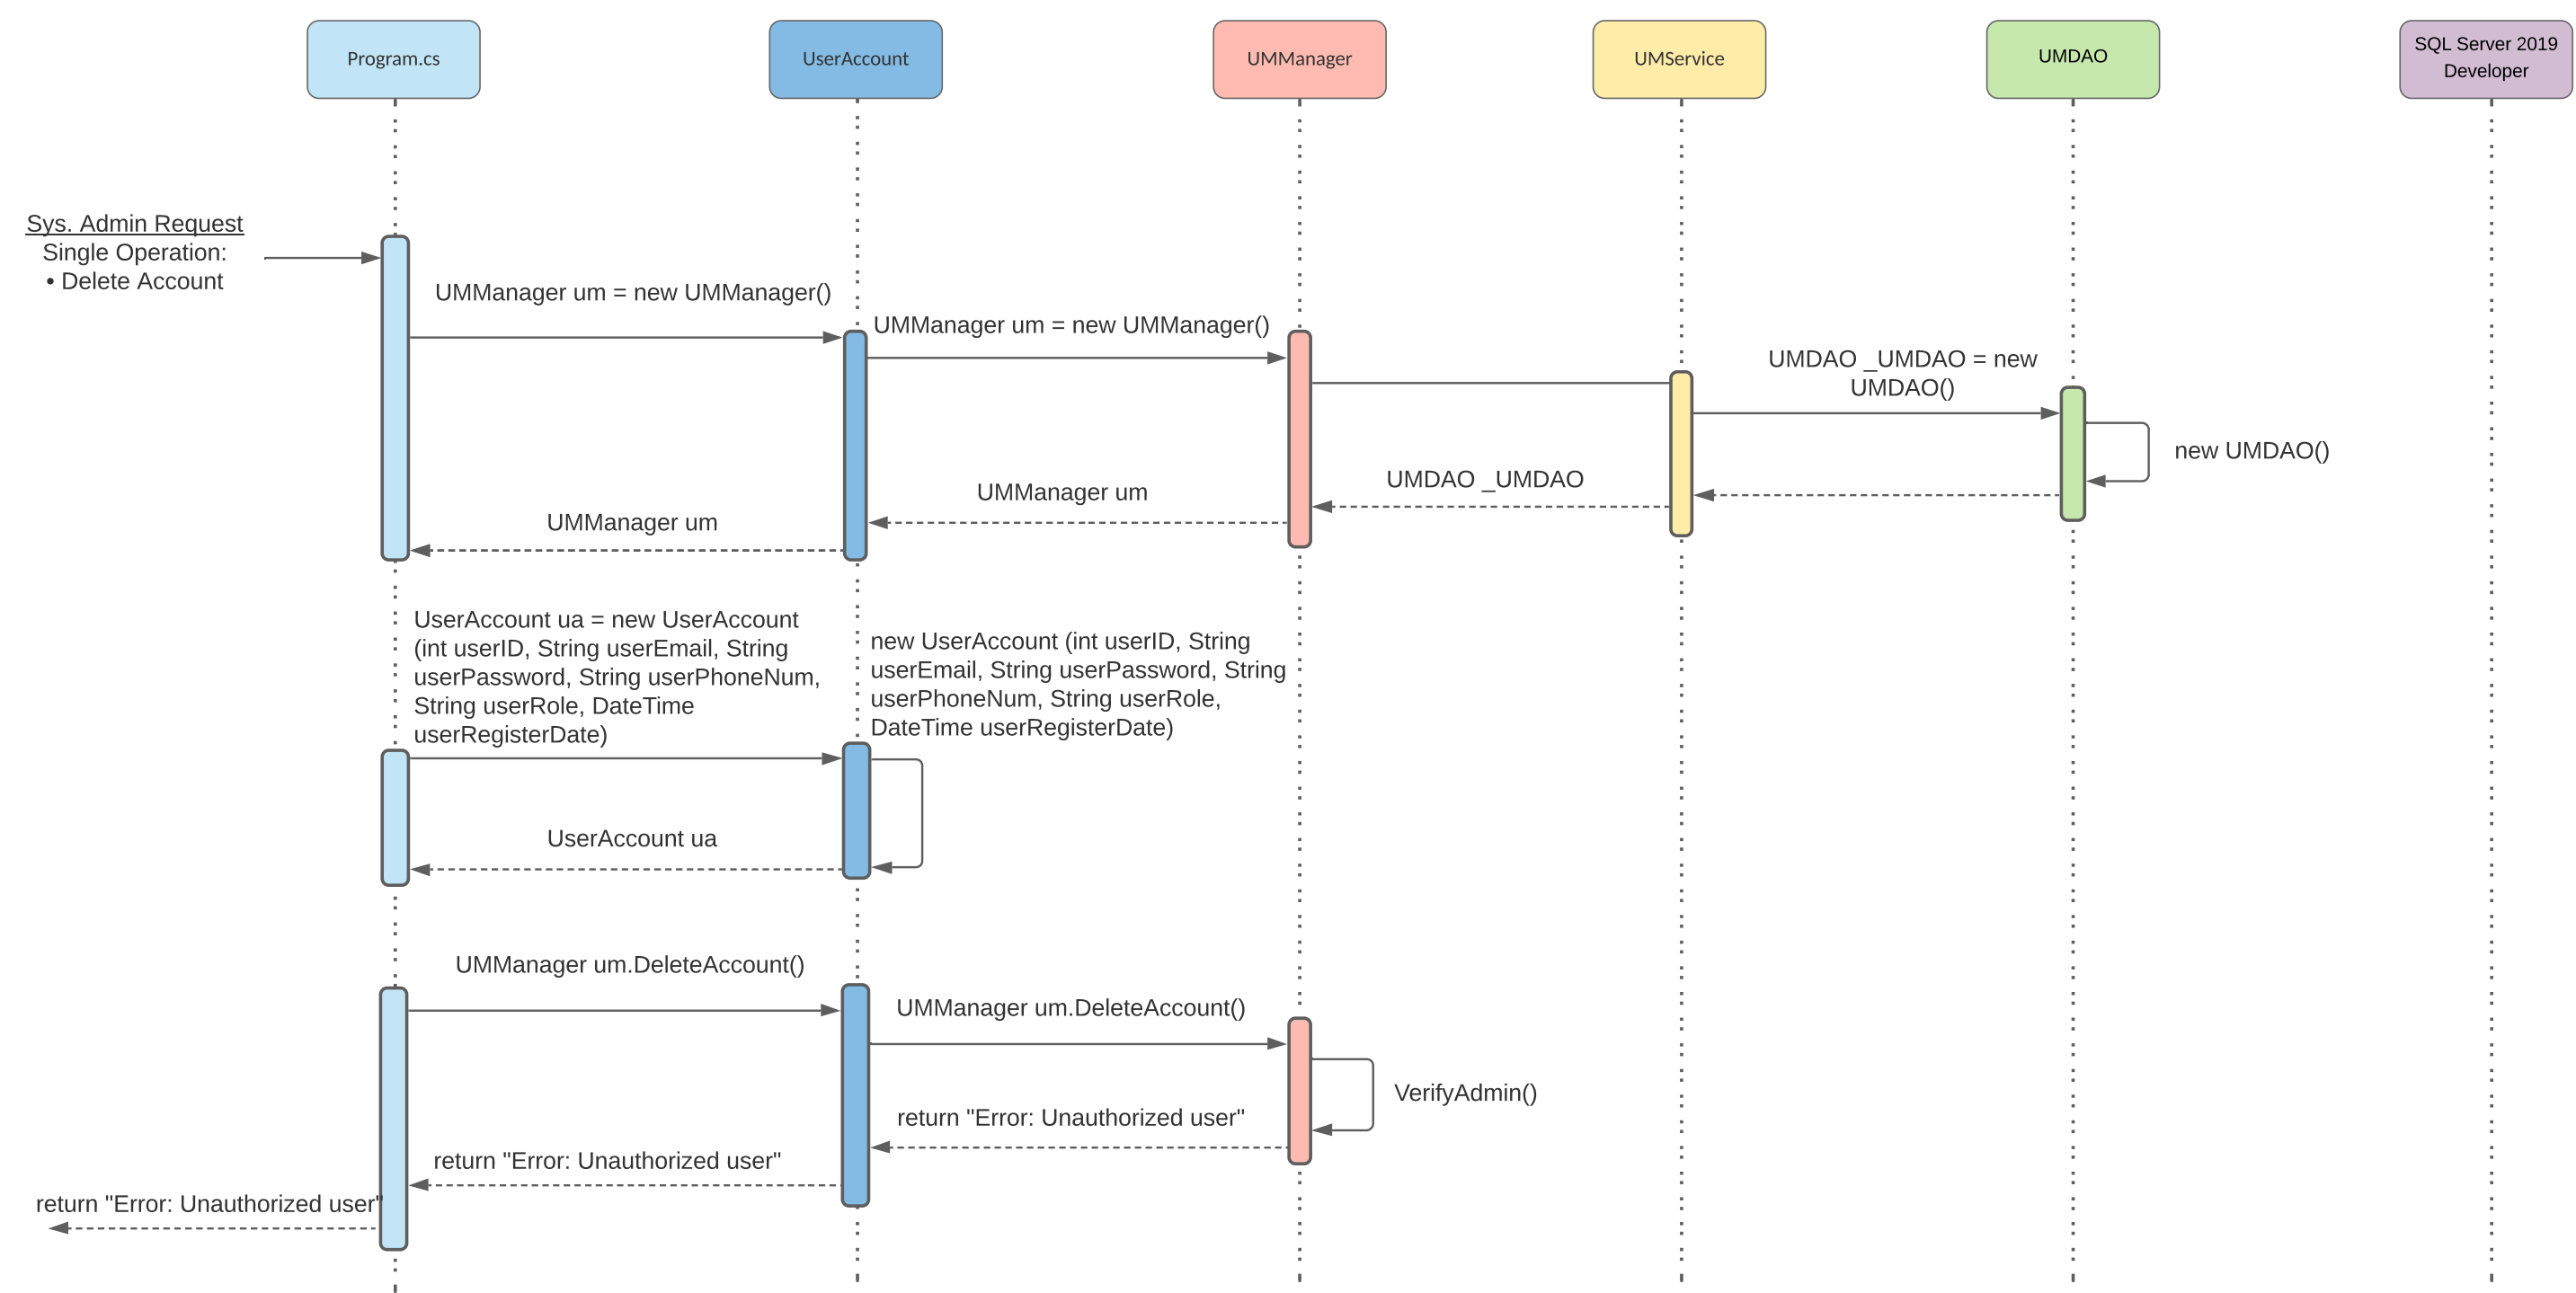 Program.cs
UserAccount
UMManager
UMService
UMDAO
SQL Server 2019
Developer
Sys. Admin Request
Single Operation:
• Delete Account
UMManager um = new UMManager()
UMManager um = new UMManager()
UMDAO _UMDAO = new
UMDAO()
new UMDAO()
UMDAO _UMDAO
UMManager um
UMManager um
UserAccount ua = new UserAccount
(int userID, String userEmail, String
userPassword, String userPhoneNum,
String userRole, DateTime
userRegisterDate)
new UserAccount (int userID, String
userEmail, String userPassword, String
userPhoneNum, String userRole,
DateTime userRegisterDate)
UserAccount ua
UMManager um.DeleteAccount()
UMManager um.DeleteAccount()
VerifyAdmin()
return "Error: Unauthorized user"
return "Error: Unauthorized user"
return "Error: Unauthorized user"